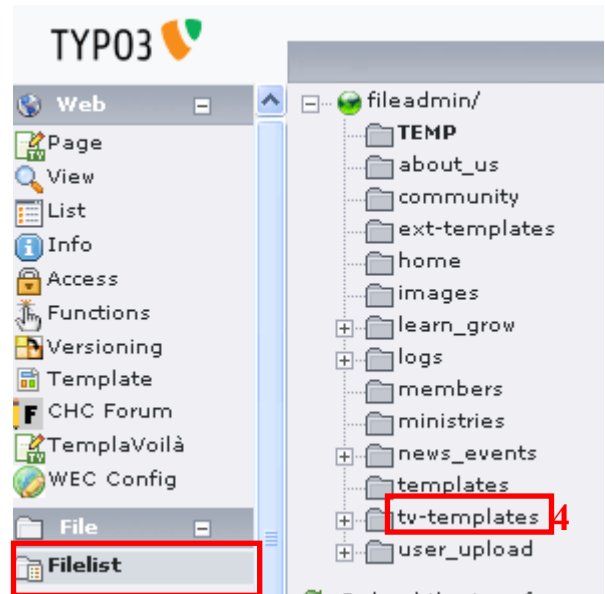 TYPO3
Web
Page
View
List
Info
Access
Functions
Versioning
Template
F CHC Forum
TemplaVoilà
WEC Config
File
Filelist
fileadmin/
TEMP
about_us
community
ext-templates
home
images
learn_grow
logs
members
ministries
news_events
templates
tv-templates 4
user_upload